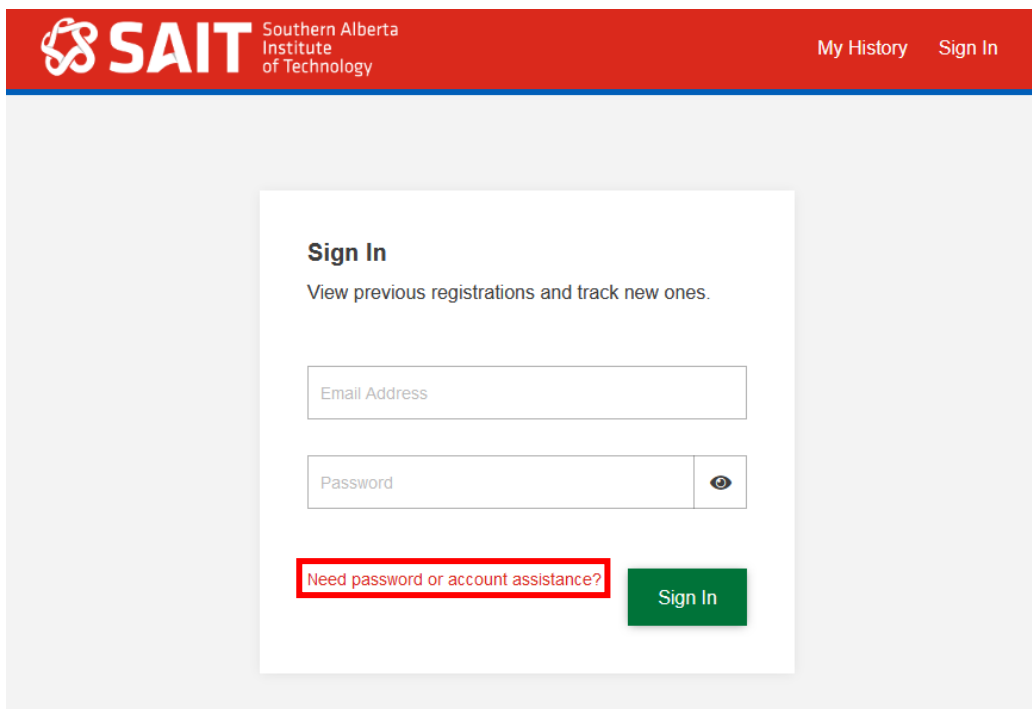 SAIT
Southern Alberta
Institute
of Technology
My History
Sign In
Sign In
View previous registrations and track new ones.
Email Address
Password
Need password or account assistance?
Sign In